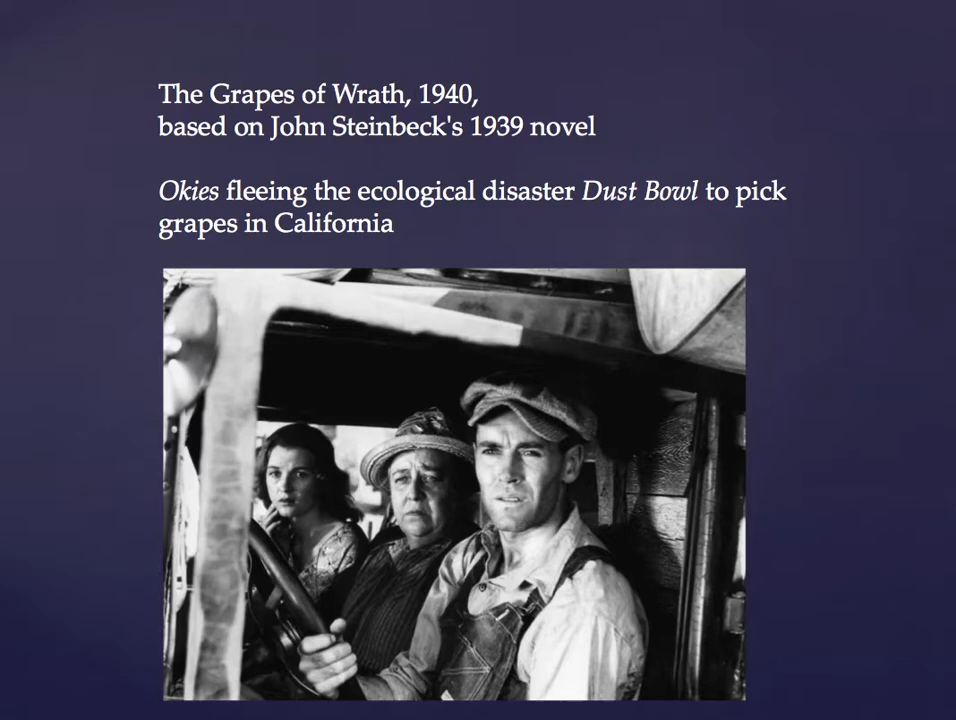 The Grapes of Wrath, 1940,
based on John Steinbeck's 1939 novel
Okies fleeing the ecological disaster Dust Bowl to pick
grapes in California